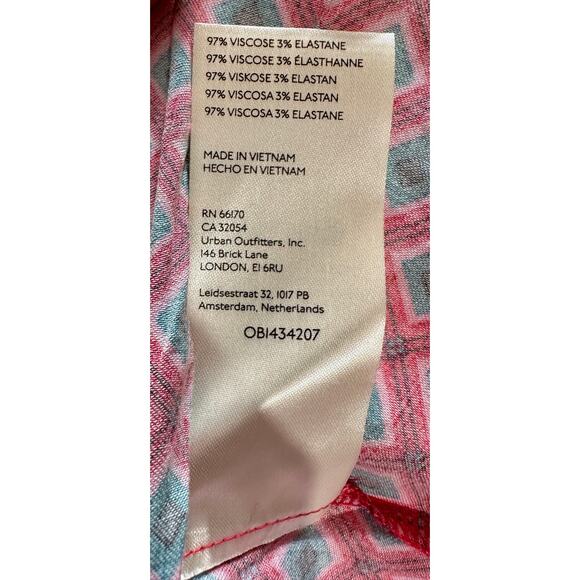 97% VISCOSE 3% ELASTANE
97% VISCOSE 3% ÉLASTHANNE
97% VISKOSE 3% ELASTAN
97% VISCOSA 3% ELASTAN
97% VISCOSA 3% ELASTANE
MADE IN VIETNAM
HECHO EN VIETNAM
RN 66170
CA 32054
Urban Outfitters, Inc.
146 Brick Lane
LONDON, E1 6RU
Leidsestraat 32, 1017 PB
Amsterdam, Netherlands
OB1434207